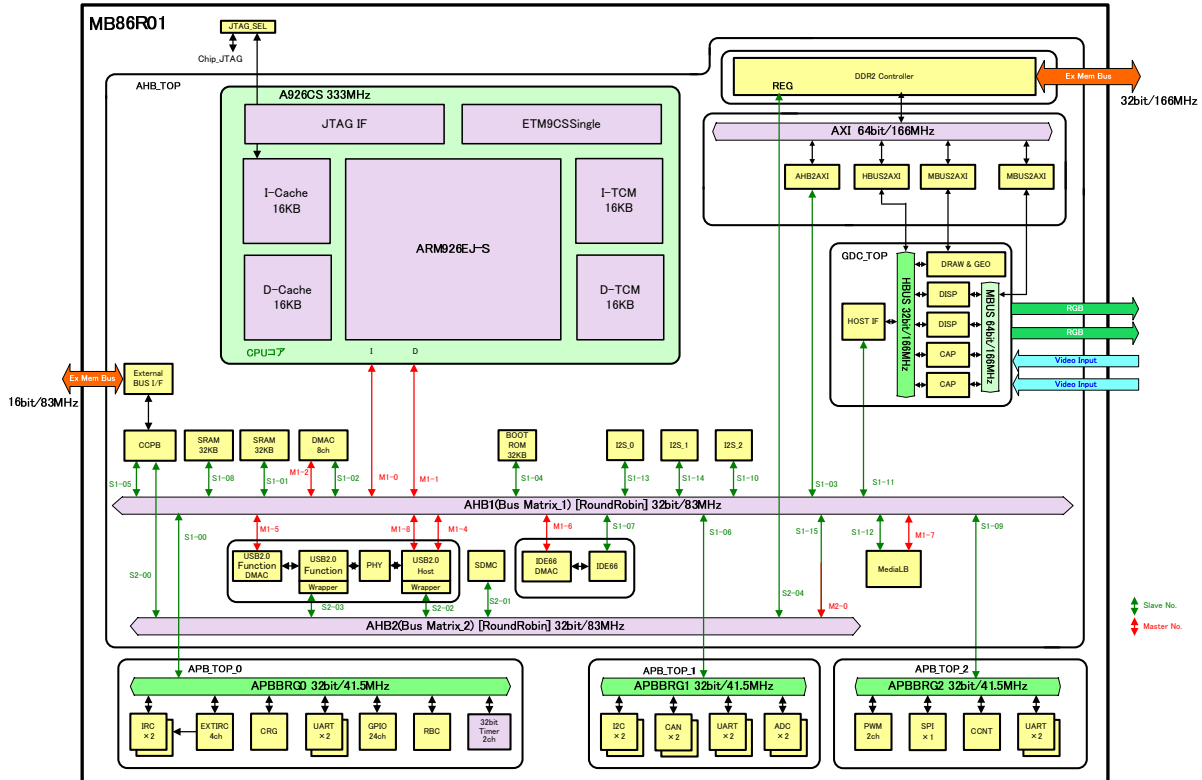 MB86R01
JTAG_SEL
Chip_JTAG
AHB_TOP
A926CS 333MHz
JTAG IF
ETM9CSSingle
I-Cache
16KB
I-TCM
16KB
ARM926EJ-S
D-Cache
16KB
D-TCM
16KB
CPUコア
I
D
DDR2 Controller
REG
Ex Mem Bus
32bit/166MHz
AXI 64bit/166MHz
AHB2AXI
HBUS2AXI
MBUS2AXI
MBUS2AXI
GDC_TOP
DRAW & GEO
HOST IF
HBUS 32bit/166MHz
DISP
DISP
CAP
CAP
MBUS 64bit/166MHz
RGB
RGB
Video Input
Video Input
Ex Mem Bus
16bit/83MHz
External
BUS I/F
CCPB
SRAM
32KB
SRAM
32KB
DMAC
8ch
BOOT
ROM
32KB
I2S_0
I2S_1
I2S_2
S1-05
S1-08
S1-01
M1-2
S1-02
M1-0
M1-1
S1-04
S1-13
S1-14
S1-10
S1-03
S1-11
AHB1(Bus Matrix_1) [RoundRobin] 32bit/83MHz
S1-00
M1-5
M1-8
M1-4
M1-6
S1-07
S1-06
S1-15
S1-12
M1-7
S1-09
S2-00
USB2.0
Function
DMAC
USB2.0
Function
Wrapper
PHY
USB2.0
Host
Wrapper
SDMC
IDE66
DMAC
IDE66
MediaLB
S2-03
S2-02
S2-01
S2-04
M2-0
AHB2(Bus Matrix_2) [RoundRobin] 32bit/83MHz
Slave No.
Master No.
APB_TOP_0
APBBRG0 32bit/41.5MHz
IRC
×2
EXTIRC
4ch
CRG
UART
×2
GPIO
24ch
RBC
32bit
Timer
2ch
APB_TOP_1
APBBRG1 32bit/41.5MHz
I2C
×2
CAN
×2
UART
×2
ADC
×2
APB_TOP_2
APBBRG2 32bit/41.5MHz
PWM
2ch
SPI
×1
CCNT
UART
×2